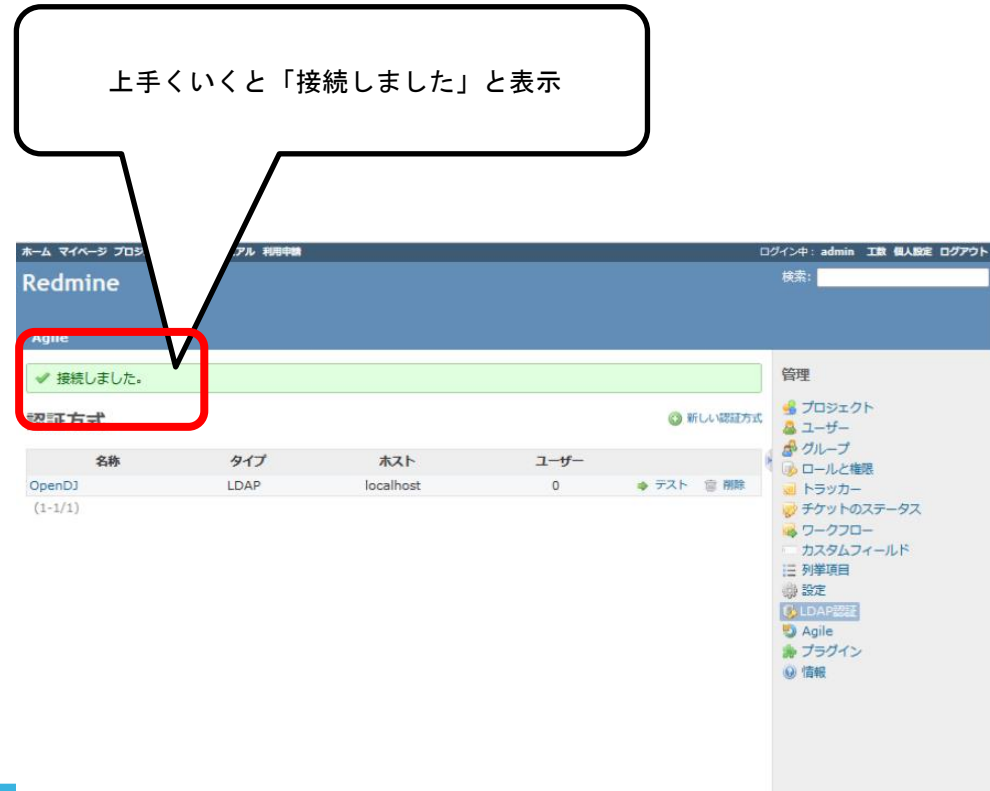 上手くいくと「接続しました」と表示
ホーム マイページ プロジ アル 利用申請 ログイン中: admin 工数 個人設定 ログアウト
Redmine 検索:
Agile
接続しました。
認証方式 新しい認証方式
名称 タイプ ホスト ユーザー
OpenDJ LDAP localhost 0 テスト 削除
(1-1/1)
管理
プロジェクト
ユーザー
グループ
ロールと権限
トラッカー
チケットのステータス
ワークフロー
カスタムフィールド
列挙項目
設定
LDAP認証
Agile
プラグイン
情報